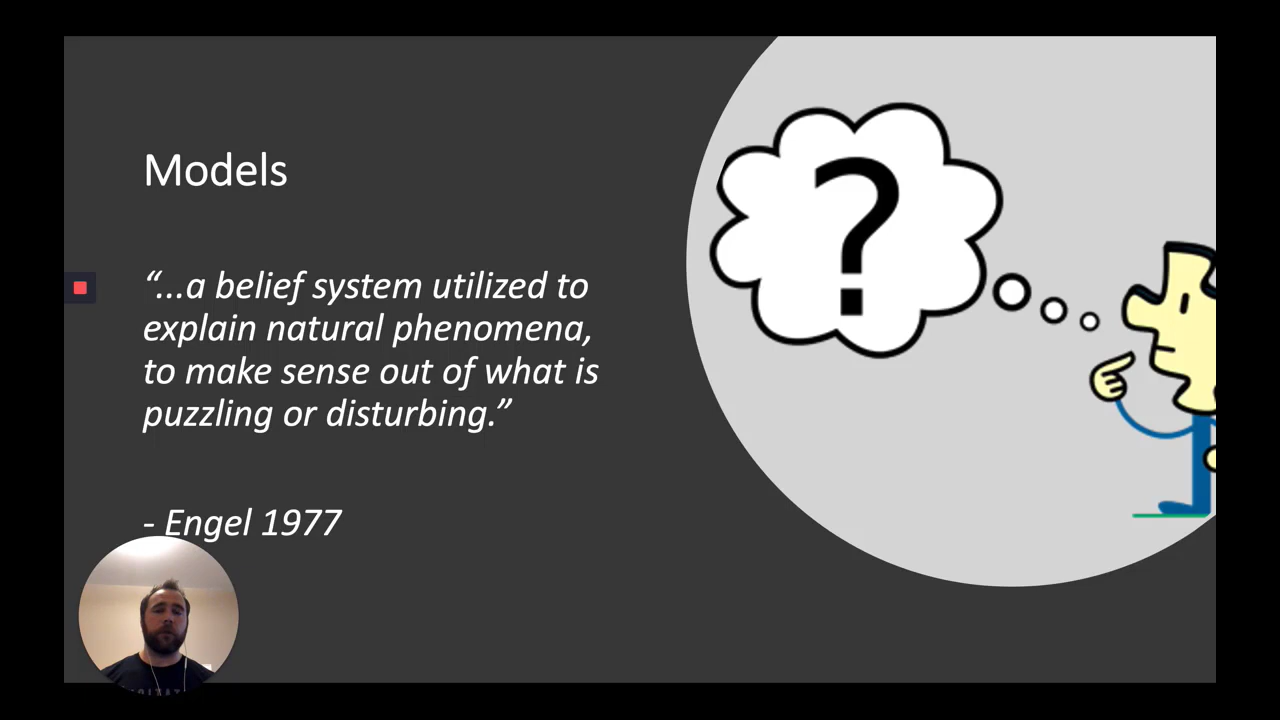 Models
“...a belief system utilized to
explain natural phenomena,
to make sense out of what is
puzzling or disturbing.”
- Engel 1977
?